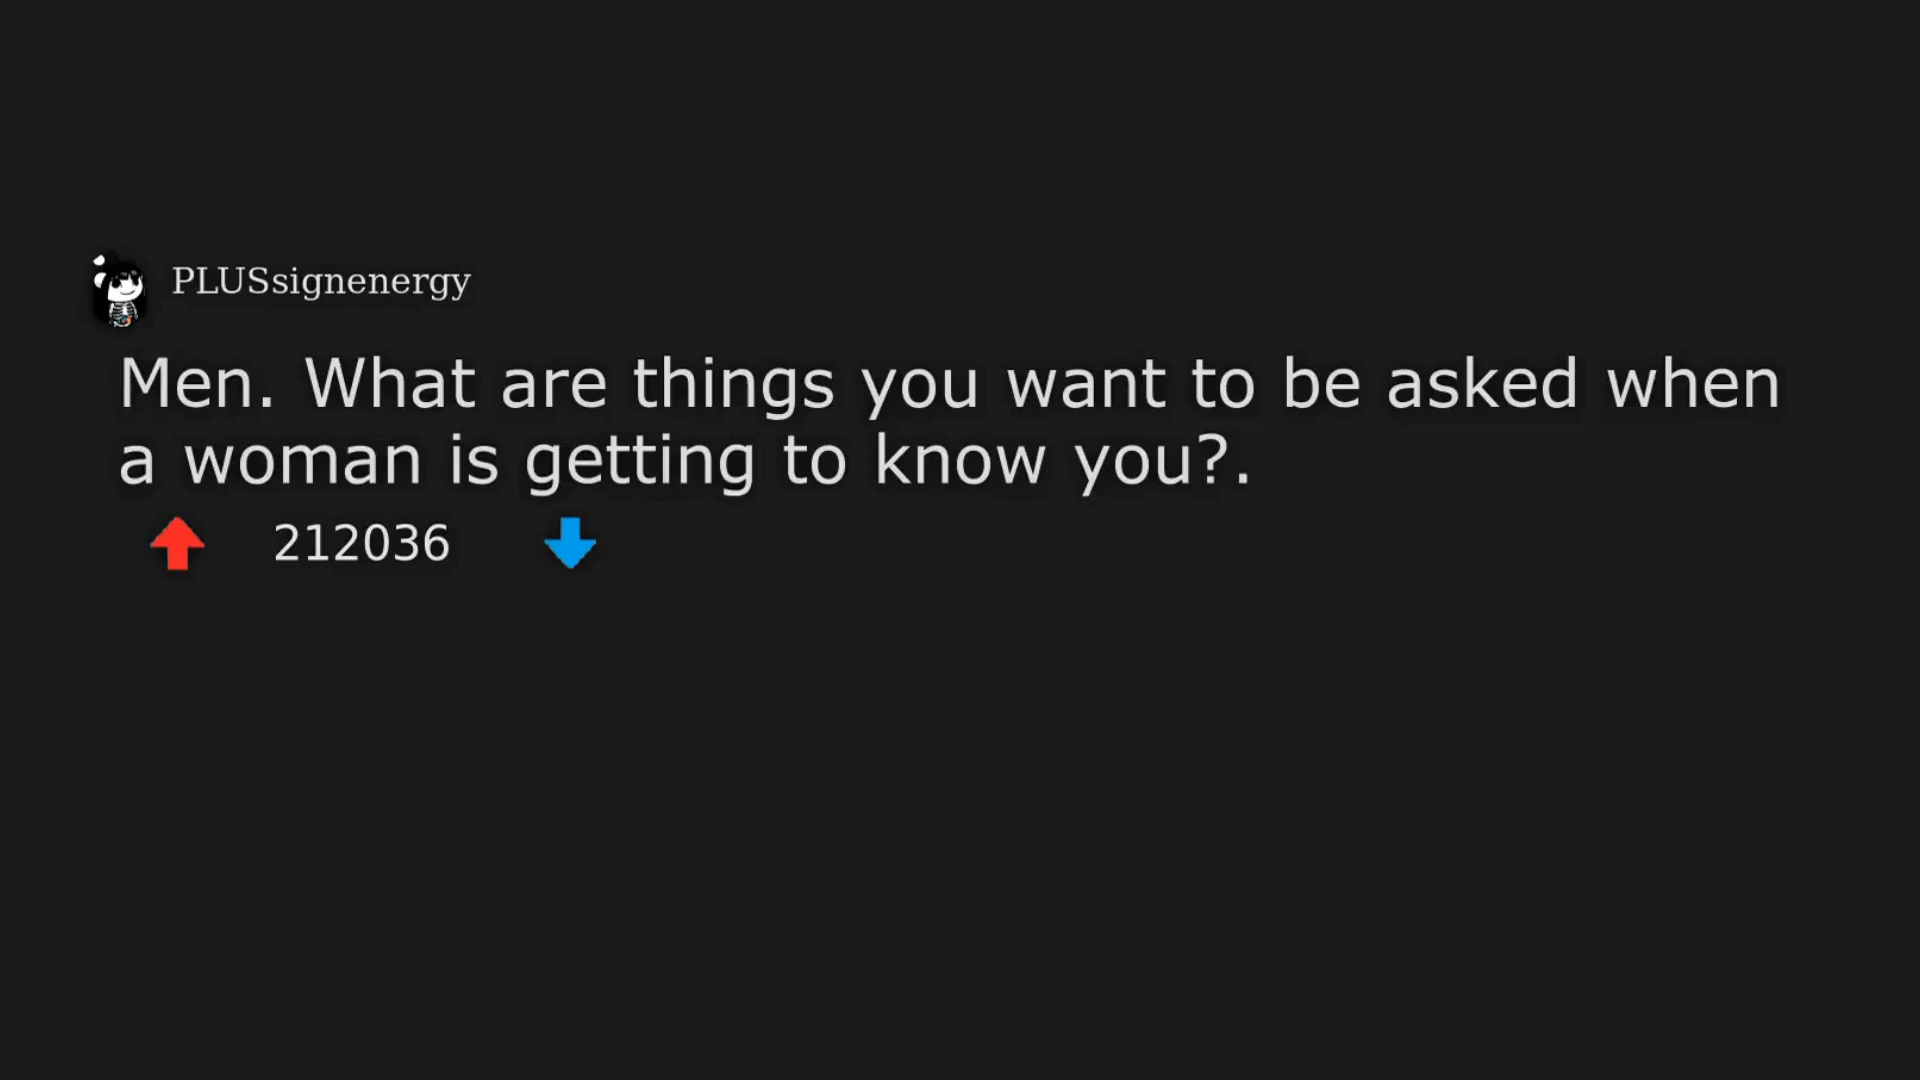 PLUSsignenergy
Men. What are things you want to be asked when
a woman is getting to know you?.
212036